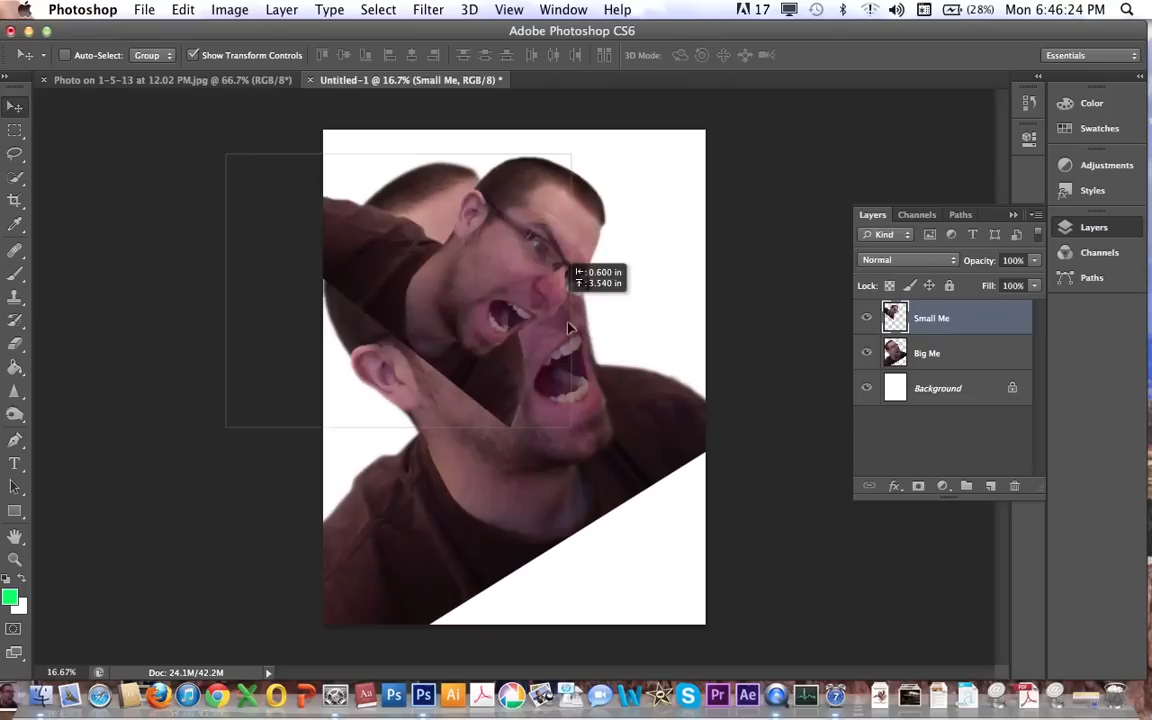 Photoshop File Edit Image Layer Type Select Filter 3D View Window Help 17 (28%) Mon 6:46:24 PM
Adobe Photoshop CS6
Auto-Select: Group Show Transform Controls 3D Mode: Essentials
Photo on 1-5-13 at 12.02 PM.jpg @ 66.7% (RGB/8*) Untitled-1 @ 16.7% (Small Me, RGB/8) *
Color
Swatches
Adjustments
Styles
Layers
Channels
Paths
Layers Channels Paths
Kind
Normal Opacity: 100%
Lock: Fill: 100%
Small Me
Big Me
Background
fx
: 0.600 in
: 3.540 in
16.67% Doc: 24.1M/42.2M